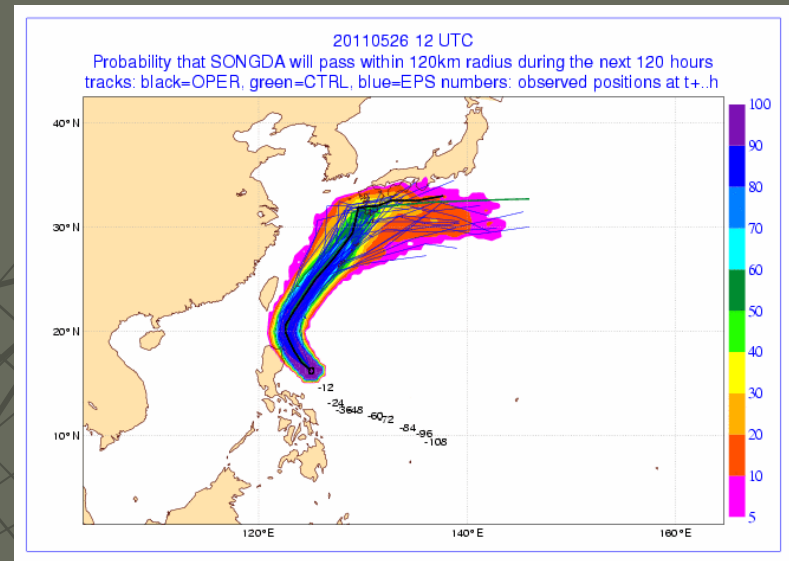 20110526 12 UTC
Probability that SONGDA will pass within 120km radius during the next 120 hours
tracks: black=OPER, green=CTRL, blue=EPS numbers: observed positions at t+..h
100
40°N
90
80
30°N
70
60
20°N
50
40
-12
30
-24
-36-48
-60-72
-84
-96
-108
10°N
20
10
5
120°E 140°E 160°E